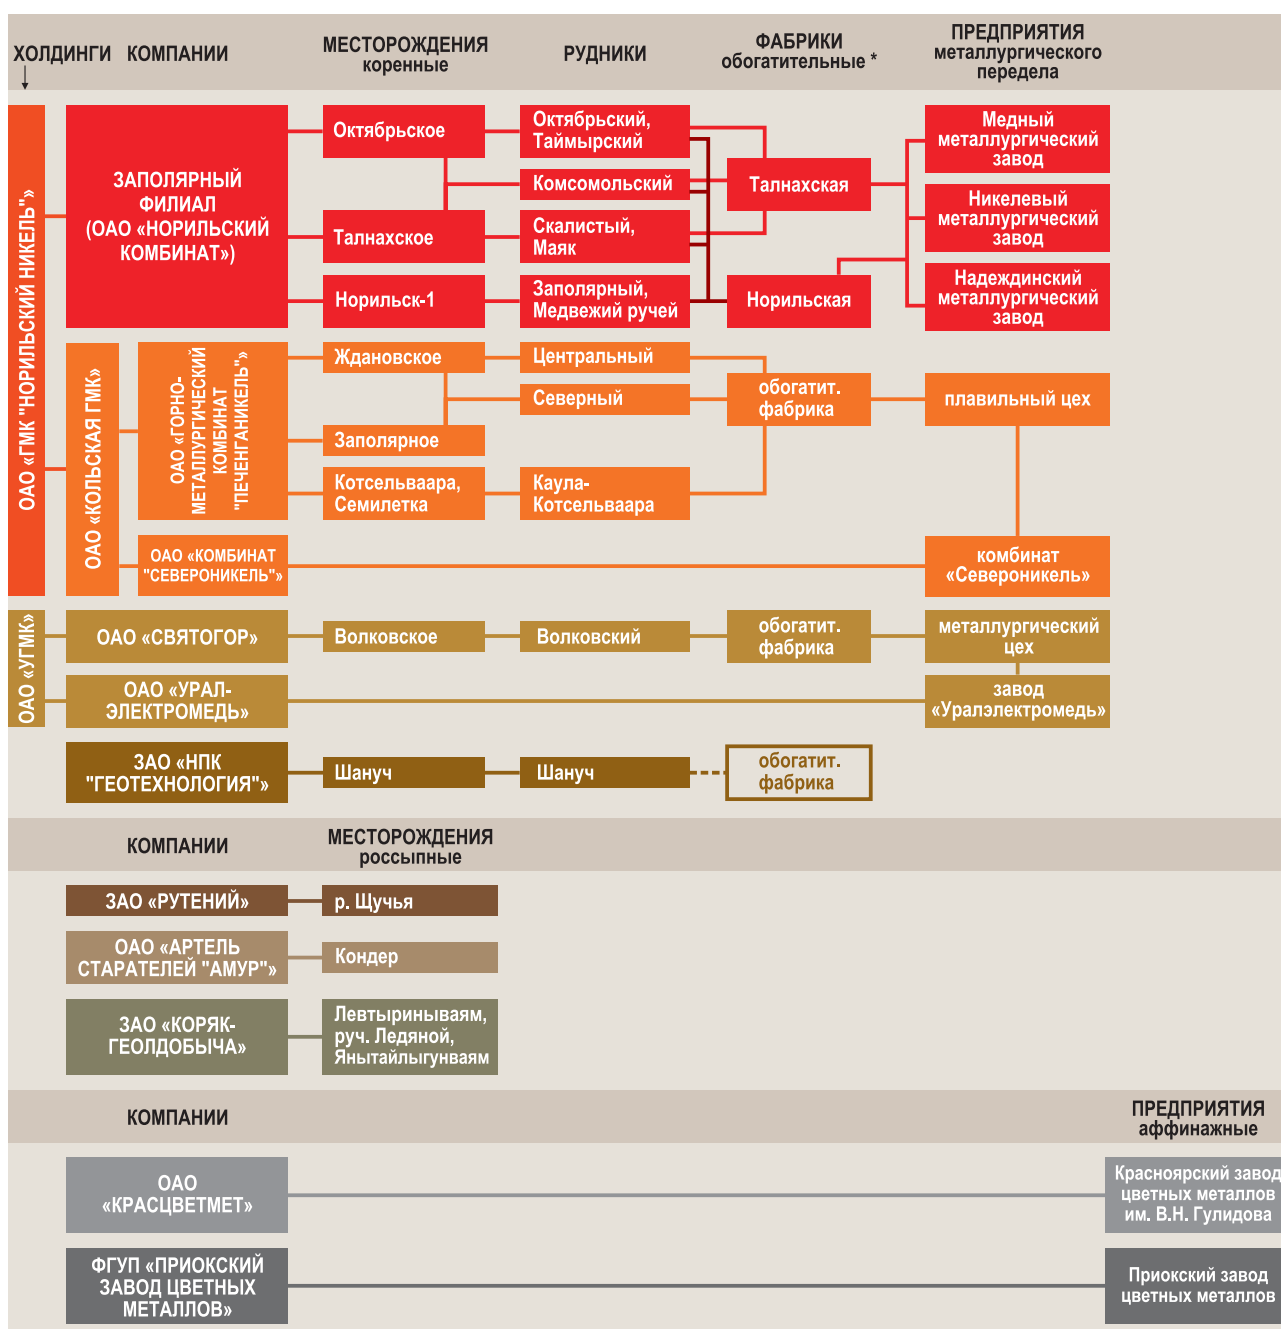 ХОЛДИНГИ
КОМПАНИИ
МЕСТОРОЖДЕНИЯ
коренные
РУДНИКИ
ФАБРИКИ
обогатительные *
ПРЕДПРИЯТИЯ
металлургического
передела
ОАО «ГМК "НОРИЛЬСКИЙ НИКЕЛЬ"»
ЗАПОЛЯРНЫЙ
ФИЛИАЛ
(ОАО «НОРИЛЬСКИЙ
КОМБИНАТ»)
Октябрьское
Талнахское
Норильск-1
Октябрьский,
Таймырский
Комсомольский
Скалистый,
Маяк
Заполярный,
Медвежий ручей
Талнахская
Норильская
Медный
металлургический
завод
Никелевый
металлургический
завод
Надеждинский
металлургический
завод
ОАО «КОЛЬСКАЯ ГМК»
ОАО «ГОРНО-
МЕТАЛЛУРГИЧЕСКИЙ
КОМБИНАТ
"ПЕЧЕНГАНИКЕЛЬ"»
Ждановское
Заполярное
Котсельваара,
Семилетка
Центральный
Северный
Каула-
Котсельваара
обогатит.
фабрика
плавильный цех
ОАО «КОМБИНАТ
"СЕВЕРОНИКЕЛЬ"»
комбинат
«Североникель»
ОАО «УГМК»
ОАО «СВЯТОГОР»
Волковское
Волковский
обогатит.
фабрика
металлургический
цех
ОАО «УРАЛ-
ЭЛЕКТРОМЕДЬ»
завод
«Уралэлектромедь»
ЗАО «НПК
"ГЕОТЕХНОЛОГИЯ"»
Шануч
Шануч
обогатит.
фабрика
КОМПАНИИ
МЕСТОРОЖДЕНИЯ
россыпные
ЗАО «РУТЕНИЙ»
р. Щучья
ОАО «АРТЕЛЬ
СТАРАТЕЛЕЙ "АМУР"»
Кондер
ЗАО «КОРЯК-
ГЕОЛДОБЫЧА»
Левтыринываям,
руч. Ледяной,
Янытайлыгунваям
КОМПАНИИ
ПРЕДПРИЯТИЯ
аффинажные
ОАО
«КРАСЦВЕТМЕТ»
Красноярский завод
цветных металлов
им. В.Н. Гулидова
ФГУП «ПРИОКСКИЙ
ЗАВОД ЦВЕТНЫХ
МЕТАЛЛОВ»
Приокский завод
цветных металлов